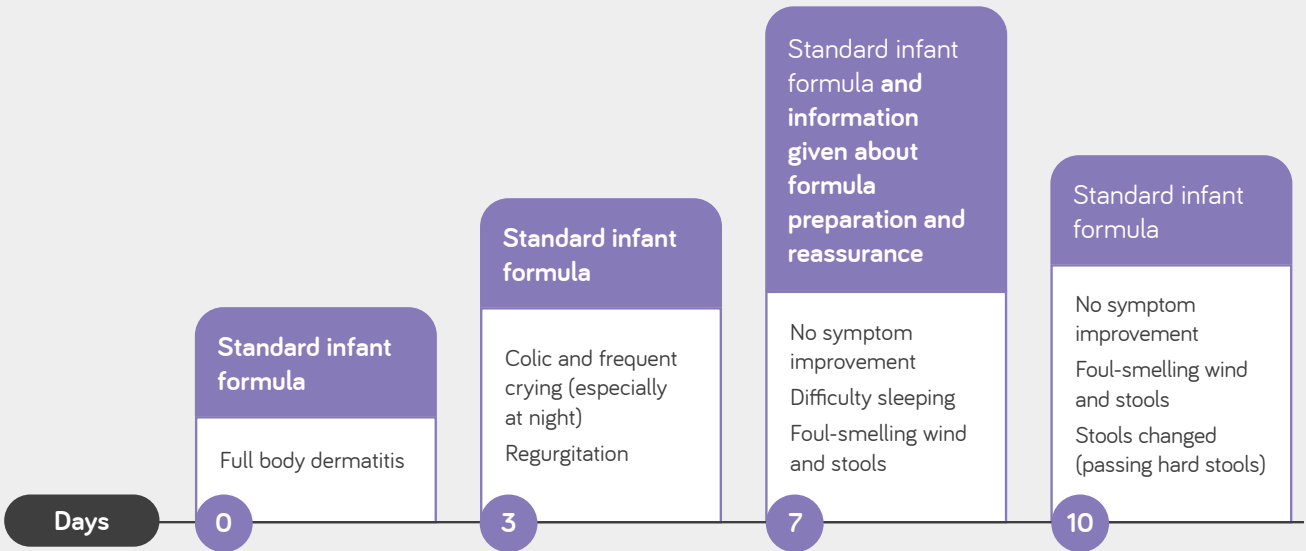 Standard infant
formula
Full body dermatitis
Standard infant
formula
Colic and frequent
crying (especially
at night)
Regurgitation
Standard infant
formula and
information
given about
formula
preparation and
reassurance
No symptom
improvement
Difficulty sleeping
Foul-smelling wind
and stools
Standard infant
formula
No symptom
improvement
Foul-smelling wind
and stools
Stools changed
(passing hard stools)
Days
0
3
7
10